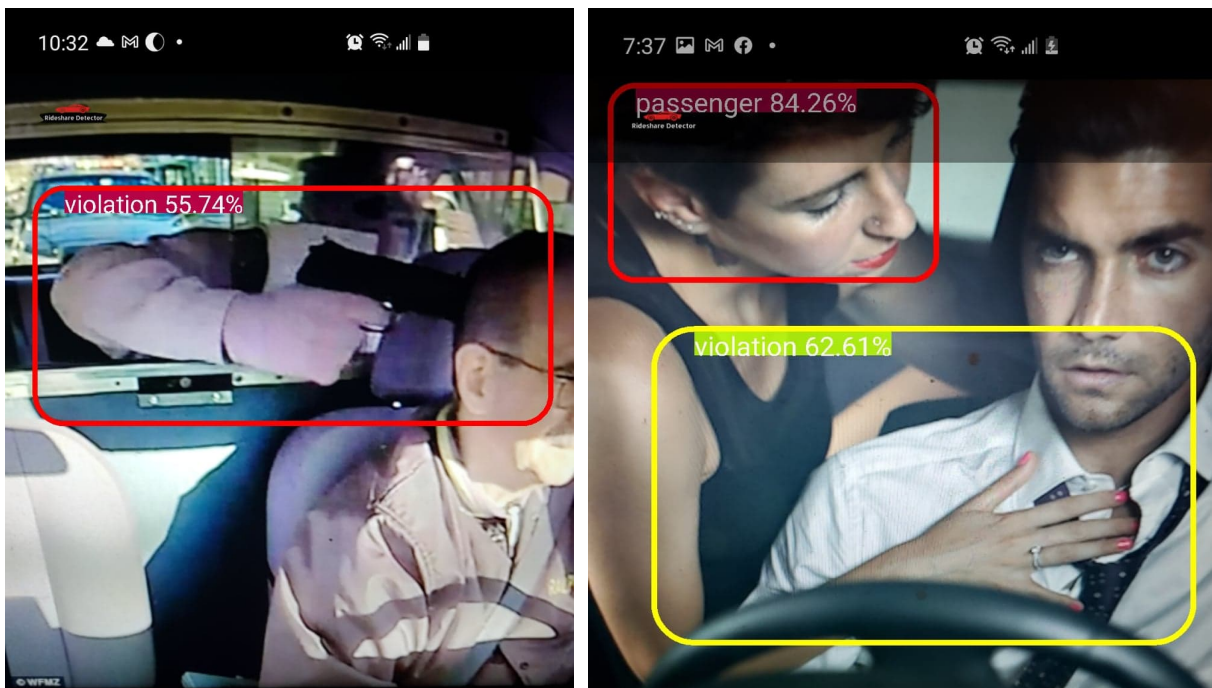 10:32
Rideshare Detector
violation 55.74%
© WFMZ
7:37
passenger 84.26%
Rideshare Detector
violation 62.61%